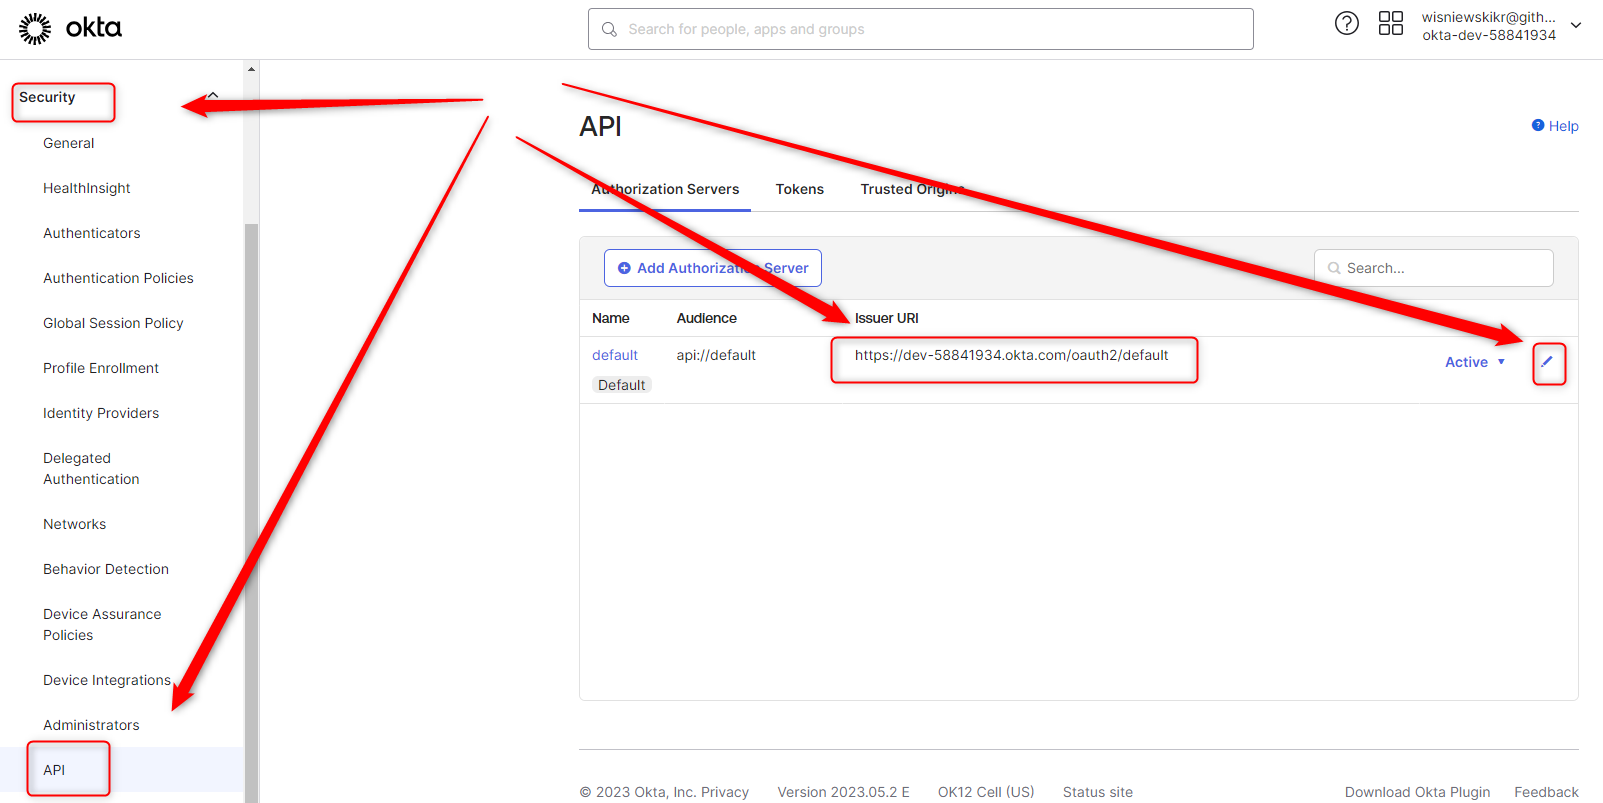 okta
Search for people, apps and groups
wisniewskikr@gith...
okta-dev-58841934
Security
General
HealthInsight
Authenticators
Authentication Policies
Global Session Policy
Profile Enrollment
Identity Providers
Delegated
Authentication
Networks
Behavior Detection
Device Assurance
Policies
Device Integrations
Administrators
API
API
Help
Authorization Servers
Tokens
Trusted Origins
Add Authorization Server
Search...
Name
Audience
Issuer URI
default
api://default
https://dev-58841934.okta.com/oauth2/default
Active
Default
© 2023 Okta, Inc.
Privacy
Version 2023.05.2 E
OK12 Cell (US)
Status site
Download Okta Plugin
Feedback